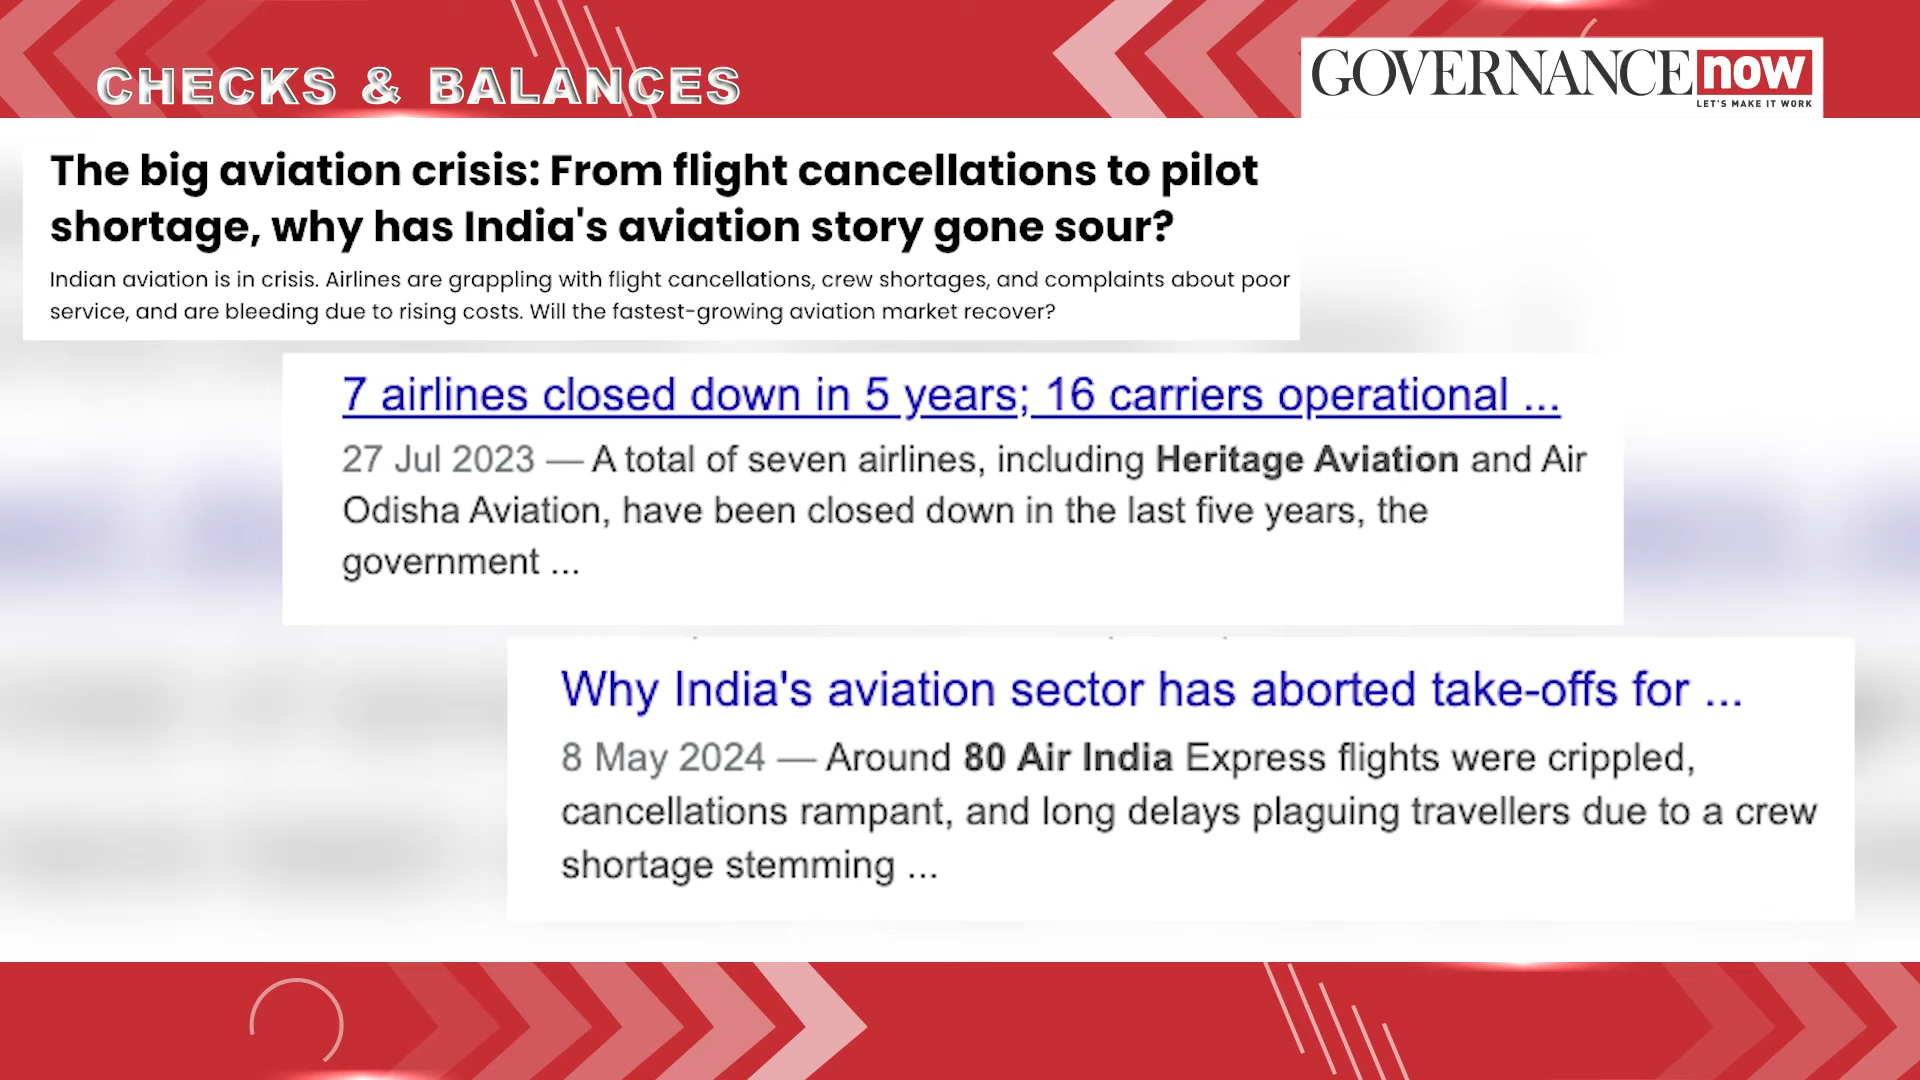 CHECKS & BALANCES
GOVERNANCE now
LET'S MAKE IT WORK
The big aviation crisis: From flight cancellations to pilot
shortage, why has India's aviation story gone sour?
Indian aviation is in crisis. Airlines are grappling with flight cancellations, crew shortages, and complaints about poor
service, and are bleeding due to rising costs. Will the fastest-growing aviation market recover?
7 airlines closed down in 5 years; 16 carriers operational ...
27 Jul 2023 — A total of seven airlines, including Heritage Aviation and Air
Odisha Aviation, have been closed down in the last five years, the
government ...
Why India's aviation sector has aborted take-offs for ...
8 May 2024 — Around 80 Air India Express flights were crippled,
cancellations rampant, and long delays plaguing travellers due to a crew
shortage stemming ...